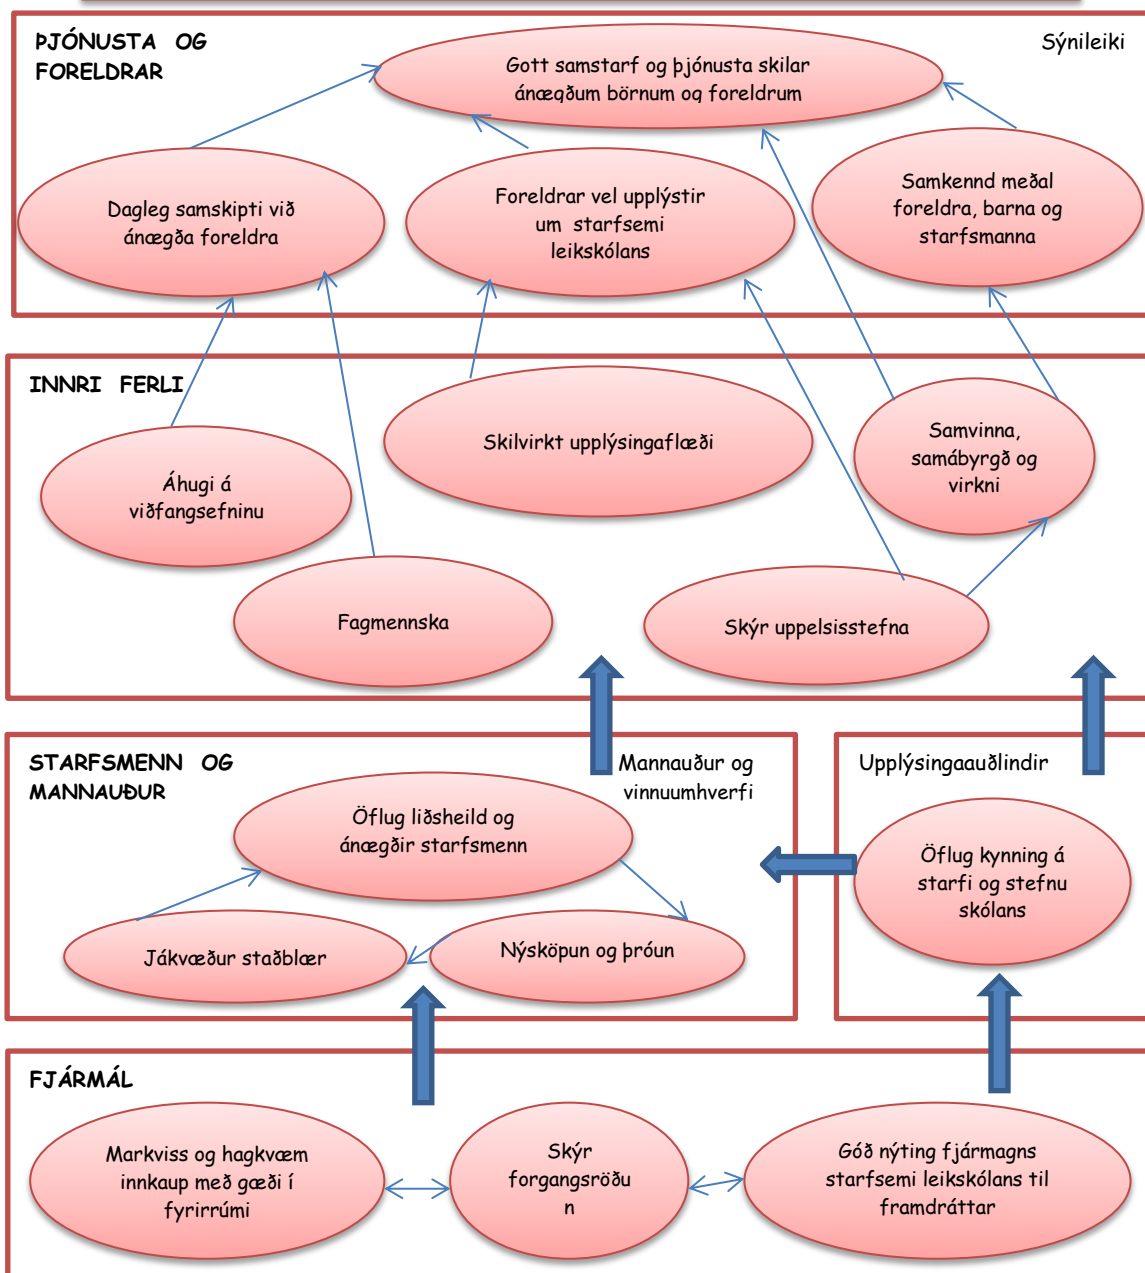 ÞJÓNUSTA OG
FORELDRAR
Sýnileiki
Gott samstarf og þjónusta skilar
ánægðum börnum og foreldrum
Dagleg samskipti við
ánægða foreldra
Foreldrar vel upplýstir
um starfsemi
leikskólans
Samkennd meðal
foreldra, barna og
starfsmanna
INNRI FERLI
Áhugi á
viðfangsefninu
Skilvirkt upplýsingaflæði
Samvinna,
samábyrgð og
virkni
Fagmennska
Skýr uppelsisstefna
STARFSMENN OG
MANNAUÐUR
Mannauður og
vinnuumhverfi
Öflug liðsheild og
ánægðir starfsmenn
Jákvæður staðblær
Nýsköpun og þróun
Upplýsingaauðlindir
Öflug kynning á
starfi og stefnu
skólans
FJÁRMÁL
Markviss og hagkvæm
innkaup með gæði í
fyrirrúmi
Skýr
forgangsröðu
n
Góð nýting fjármagns
starfsemi leikskólans til
framdráttar